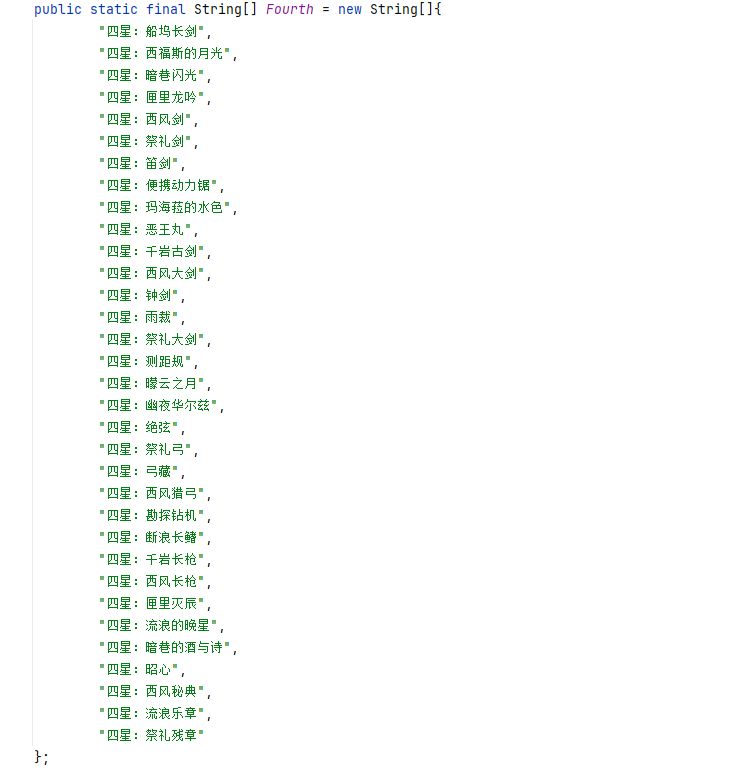 public static final String[] Fourth = new String[]{
"四星: 船坞长剑",
"四星: 西福斯的月光",
"四星: 暗巷闪光",
"四星: 匣里龙吟",
"四星: 西风剑",
"四星: 祭礼剑",
"四星: 笛剑",
"四星: 便携动力锯",
"四星: 玛海菈的水色",
"四星: 恶王丸",
"四星: 千岩古剑",
"四星: 西风大剑",
"四星: 钟剑",
"四星: 雨裁",
"四星: 祭礼大剑",
"四星: 测距规",
"四星: 曚云之月",
"四星: 幽夜华尔兹",
"四星: 绝弦",
"四星: 祭礼弓",
"四星: 弓藏",
"四星: 西风猎弓",
"四星: 勘探钻机",
"四星: 断浪长鳍",
"四星: 千岩长枪",
"四星: 西风长枪",
"四星: 匣里灭辰",
"四星: 流浪的晚星",
"四星: 暗巷的酒与诗",
"四星: 昭心",
"四星: 西风秘典",
"四星: 流浪乐章",
"四星: 祭礼残章"
};